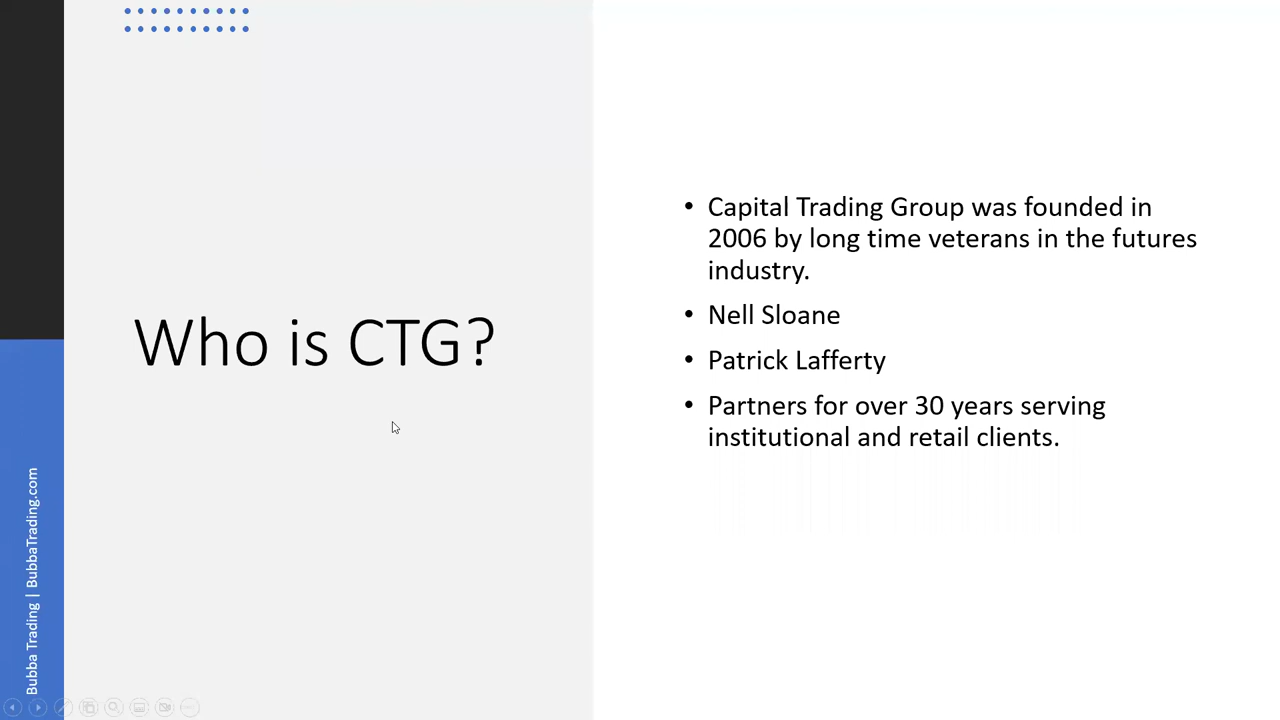 Who is CTG?
• Capital Trading Group was founded in
2006 by long time veterans in the futures
industry.
• Nell Sloane
• Patrick Lafferty
• Partners for over 30 years serving
institutional and retail clients.
Bubba Trading | BubbaTrading.com